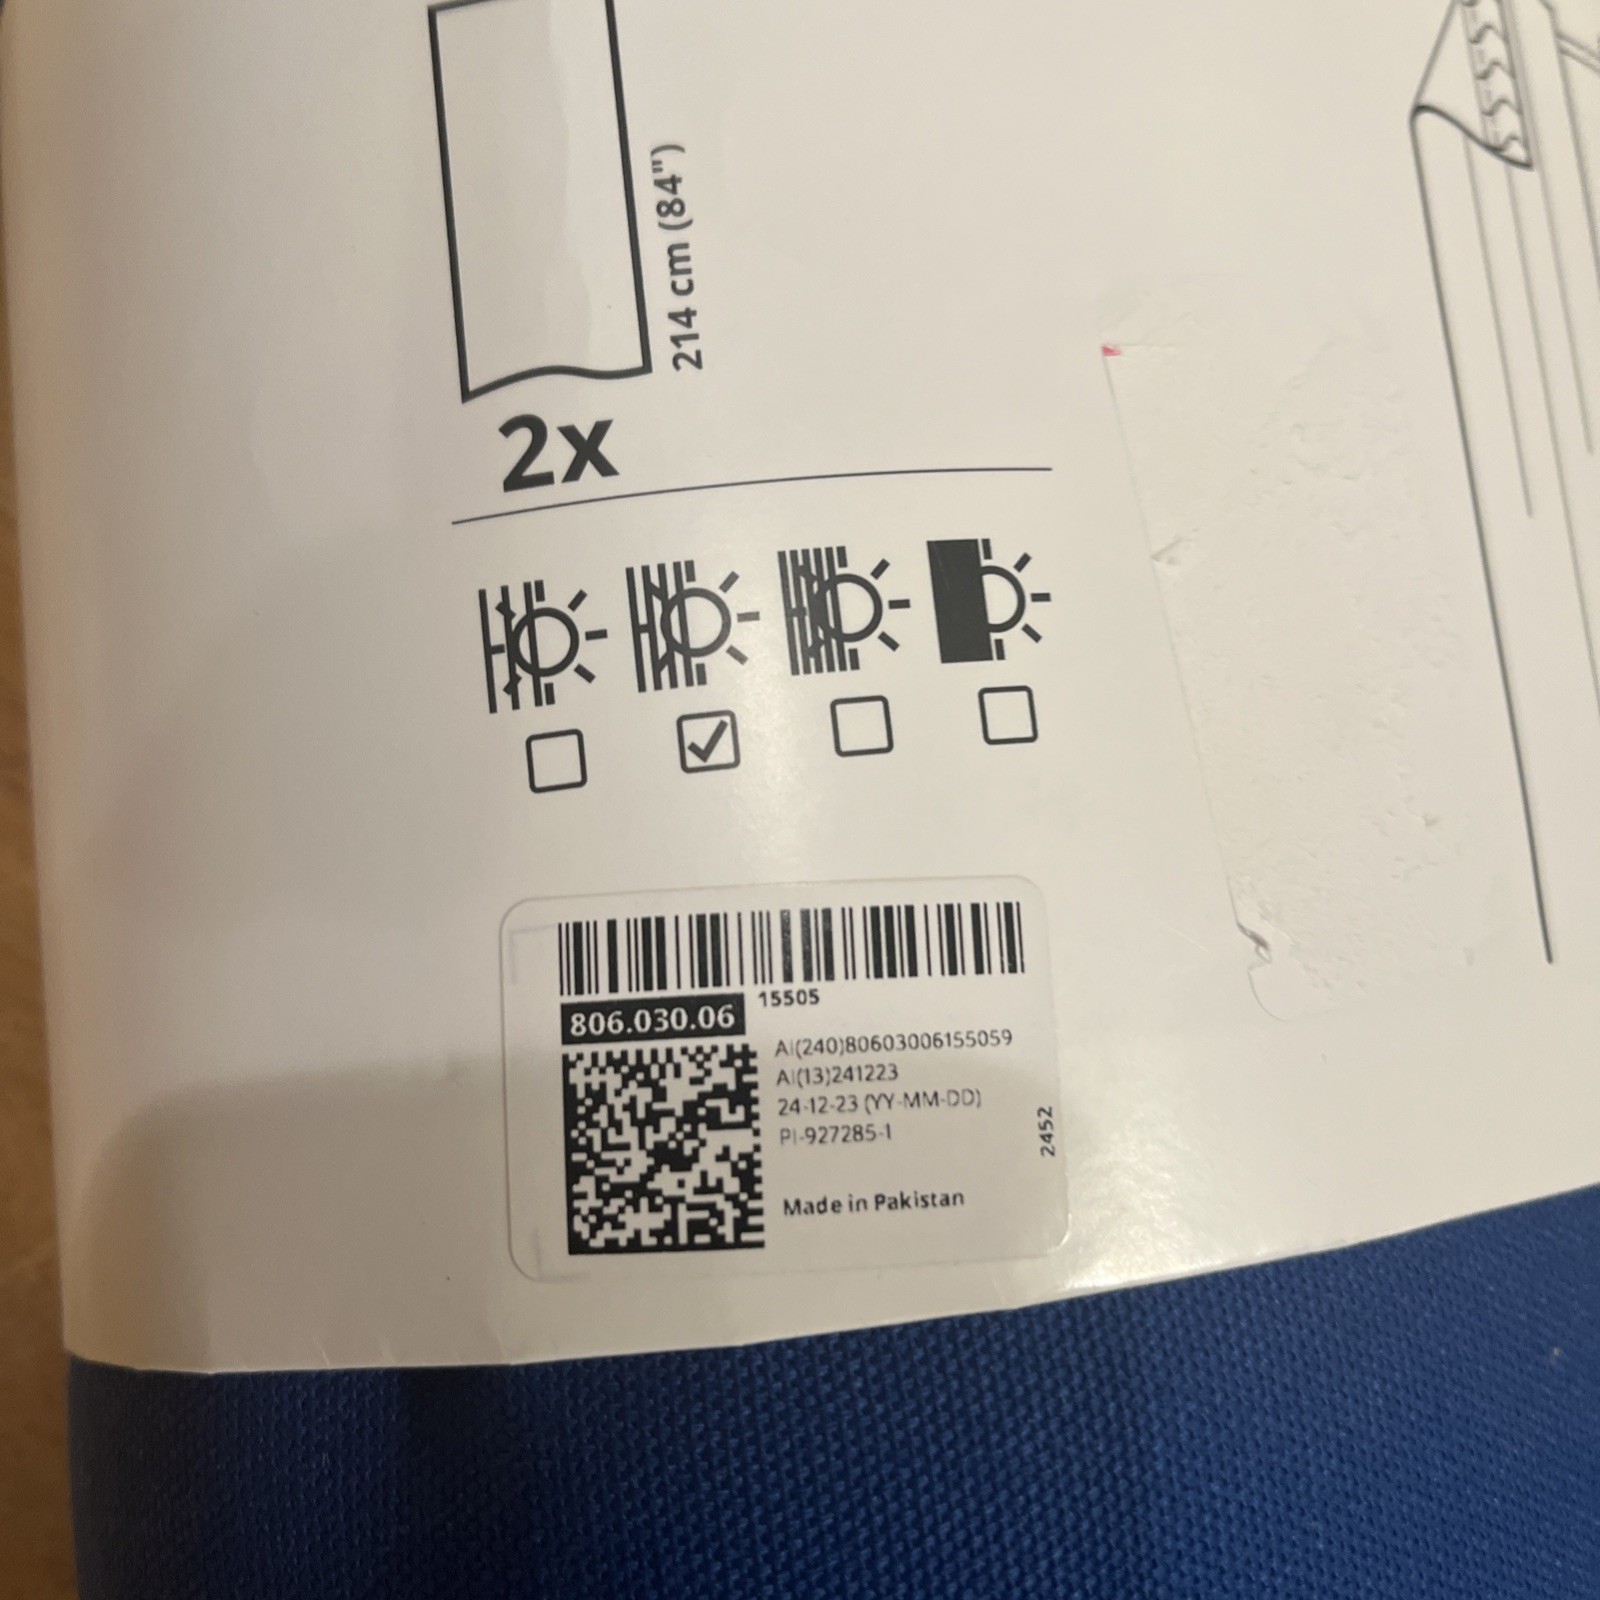 214 cm (84")
2x
806.030.06
15505
AI(240)80603006155059
AI(13)241223
24-12-23 (YY-MM-DD)
PI-927285-1
2452
Made in Pakistan